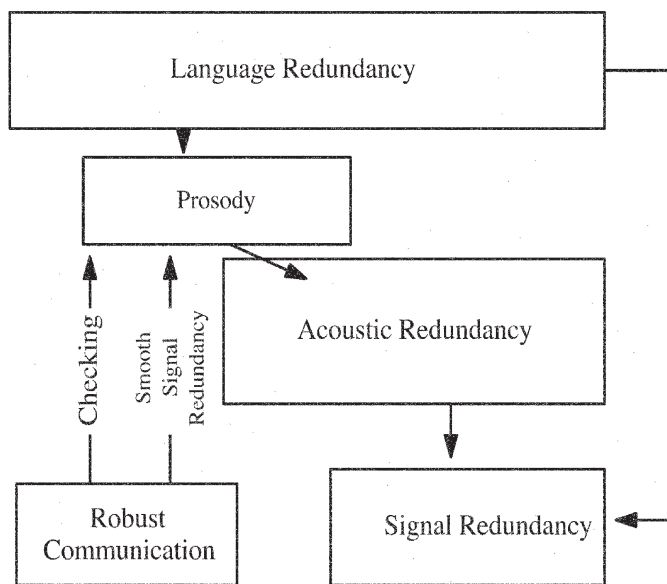 Language Redundancy
Prosody
Checking
Smooth
Signal
Redundancy
Acoustic Redundancy
Robust
Communication
Signal Redundancy